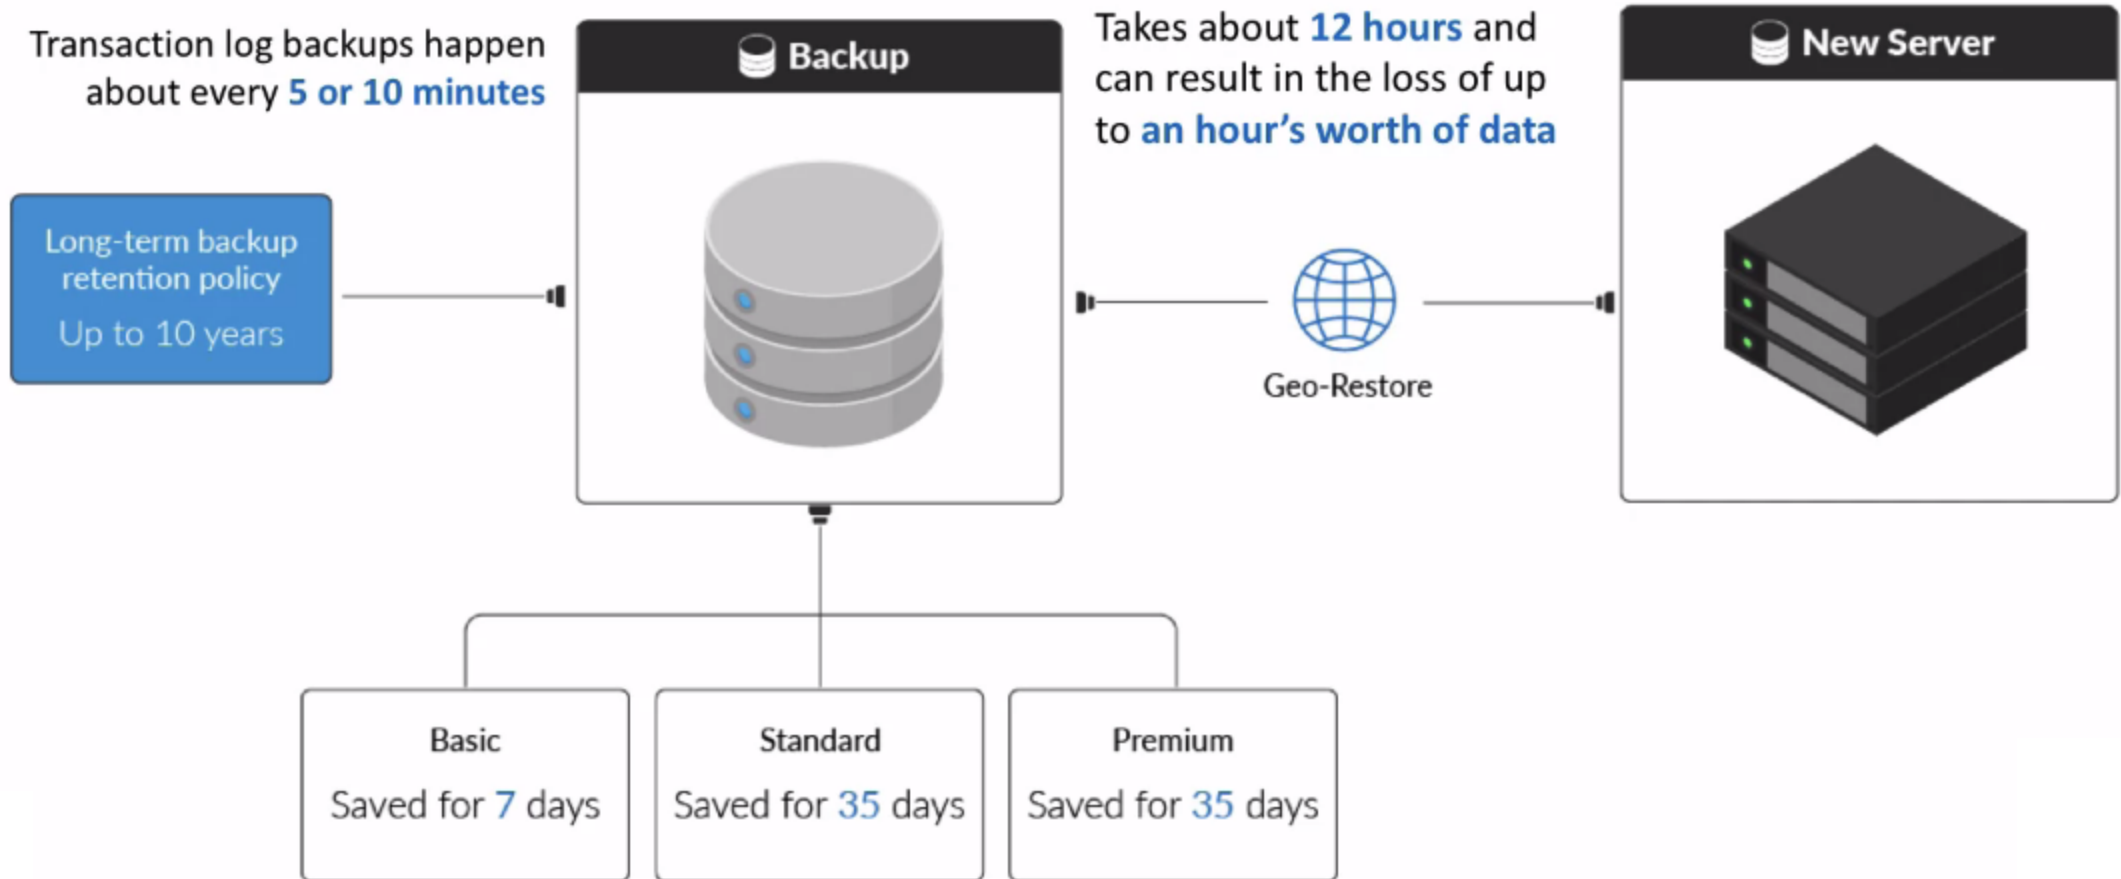 Transaction log backups happen
about every 5 or 10 minutes
Backup
Takes about 12 hours and
can result in the loss of up
to an hour’s worth of data
New Server
Long-term backup
retention policy
Up to 10 years
Geo-Restore
Basic
Saved for 7 days
Standard
Saved for 35 days
Premium
Saved for 35 days